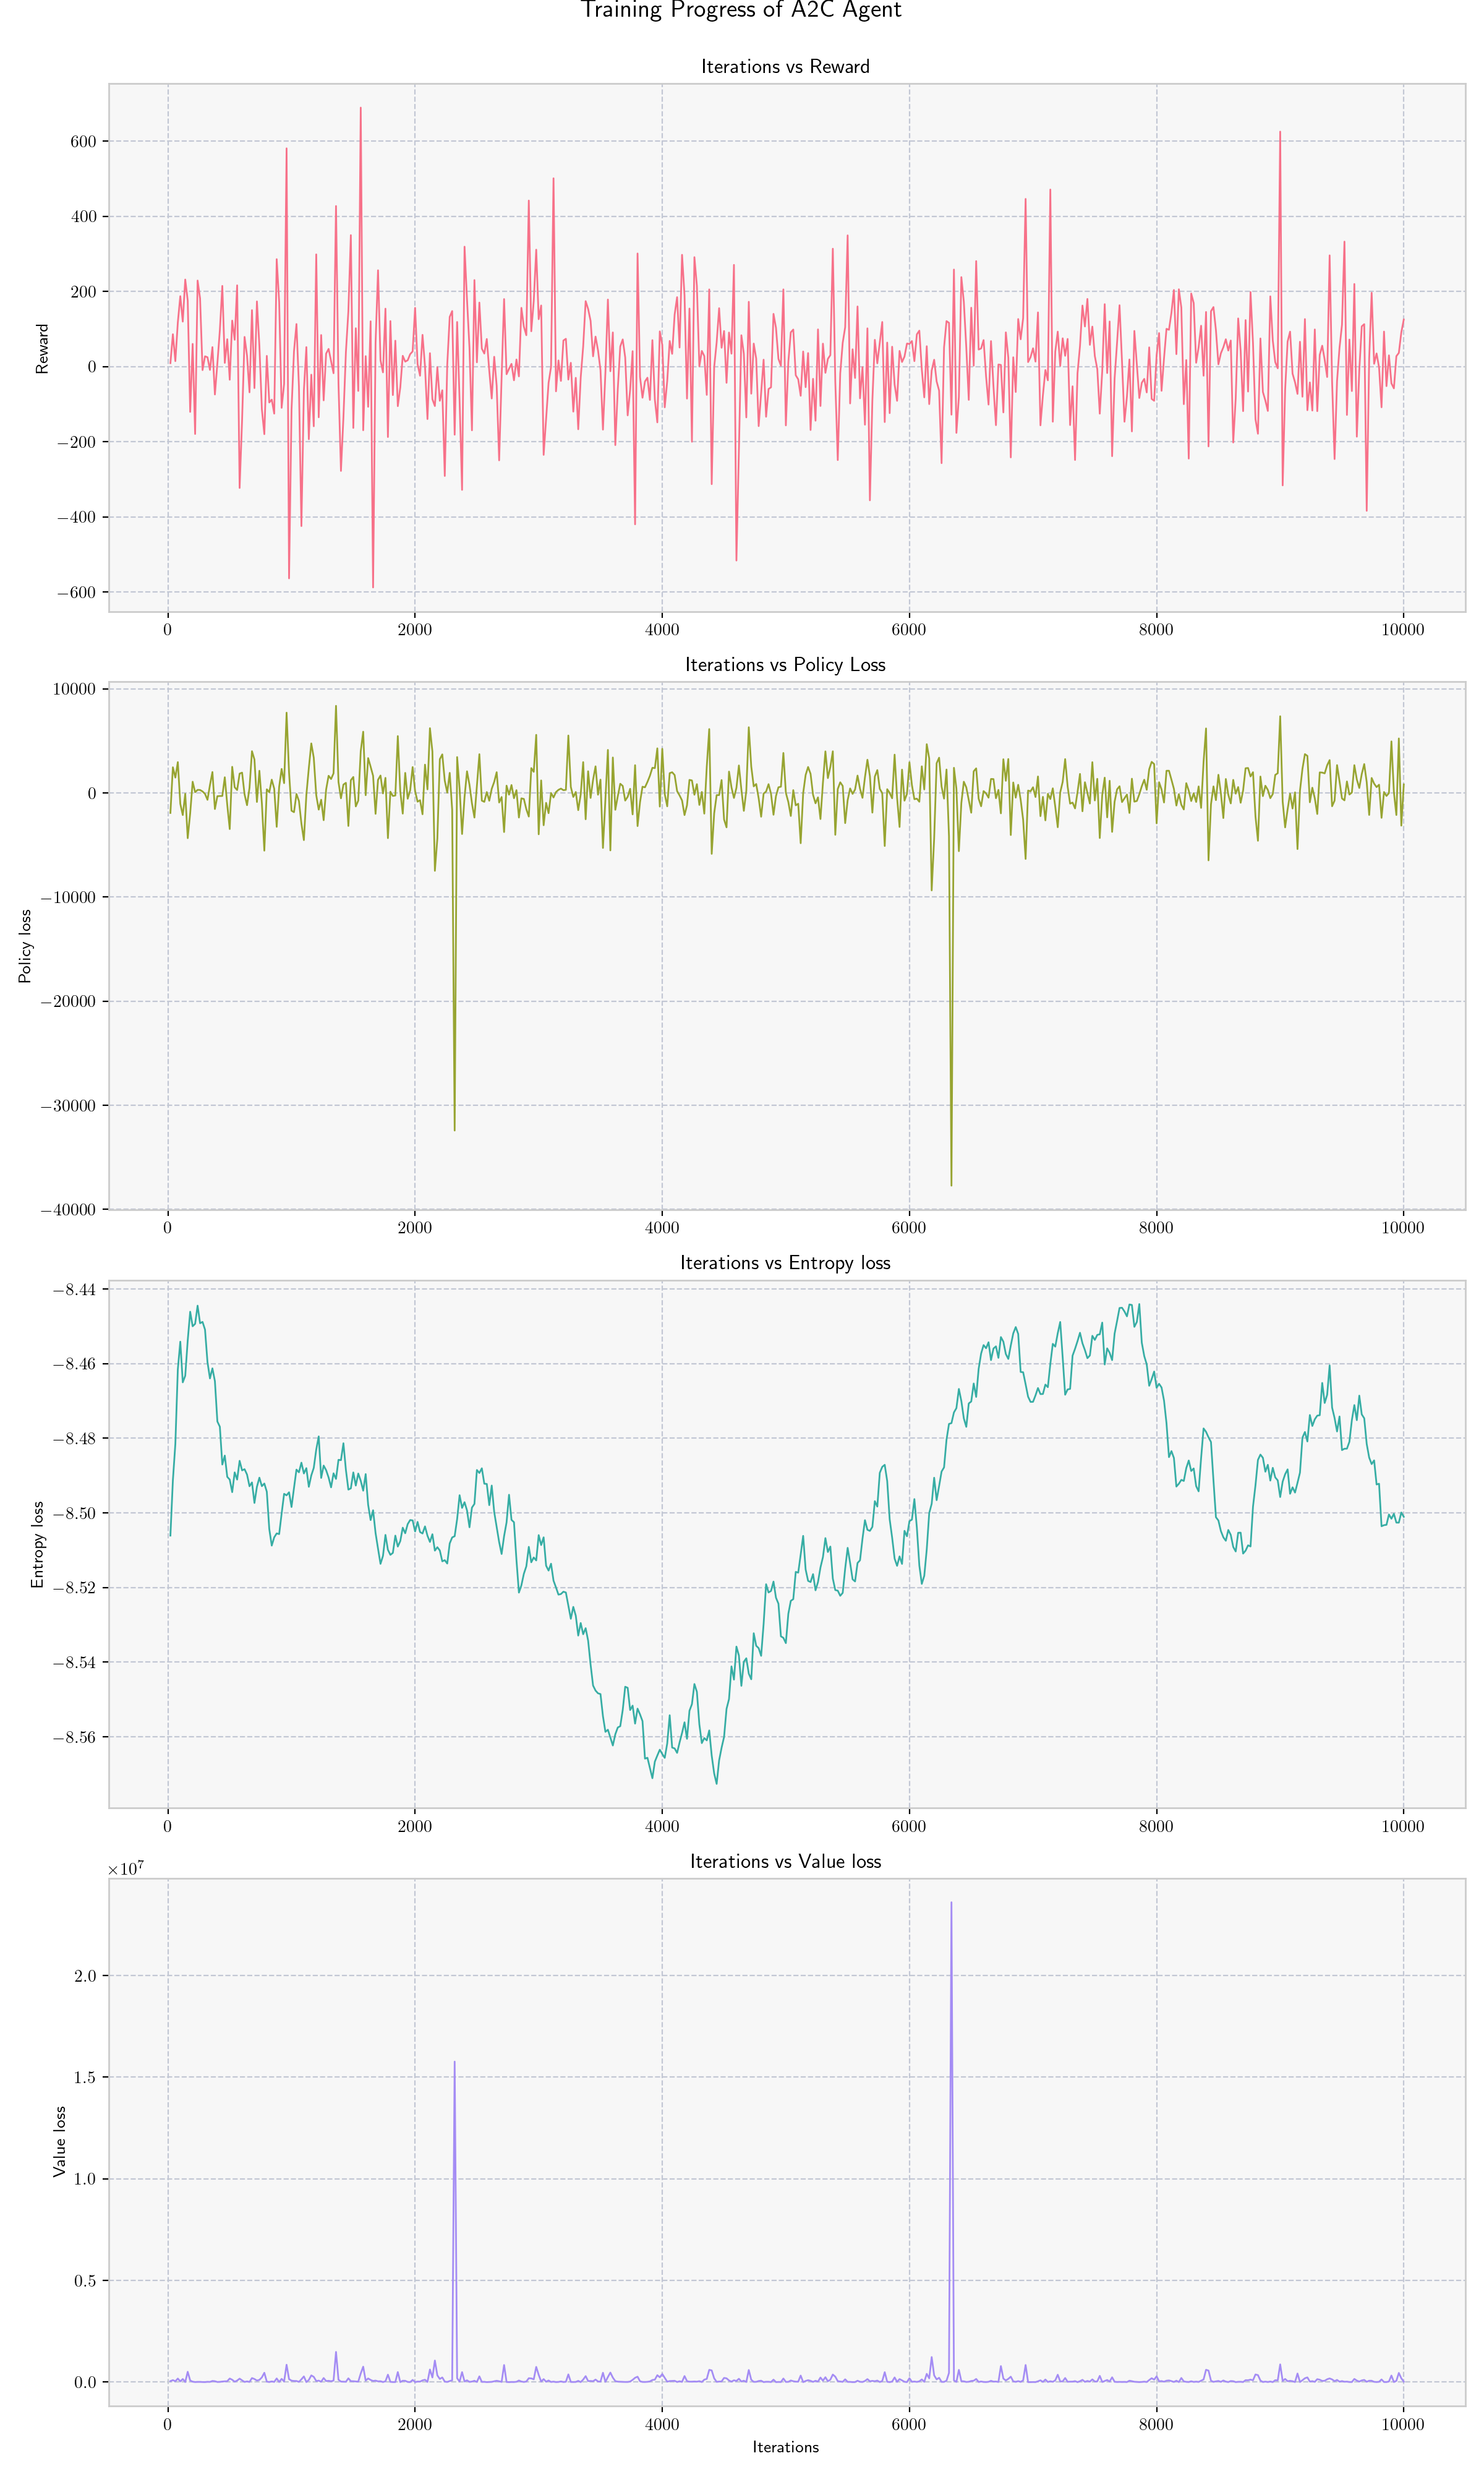 Training Progress of A2C Agent
Iterations vs Reward
600
400
200
0
−200
−400
−600
Reward
0 2000 4000 6000 8000 10000
Iterations vs Policy Loss
10000
0
−10000
−20000
−30000
−40000
Policy loss
0 2000 4000 6000 8000 10000
Iterations vs Entropy loss
−8.44
−8.46
−8.48
−8.50
−8.52
−8.54
−8.56
Entropy loss
0 2000 4000 6000 8000 10000
Iterations vs Value loss
×10⁷
2.0
1.5
1.0
0.5
0.0
Value loss
0 2000 4000 6000 8000 10000
Iterations